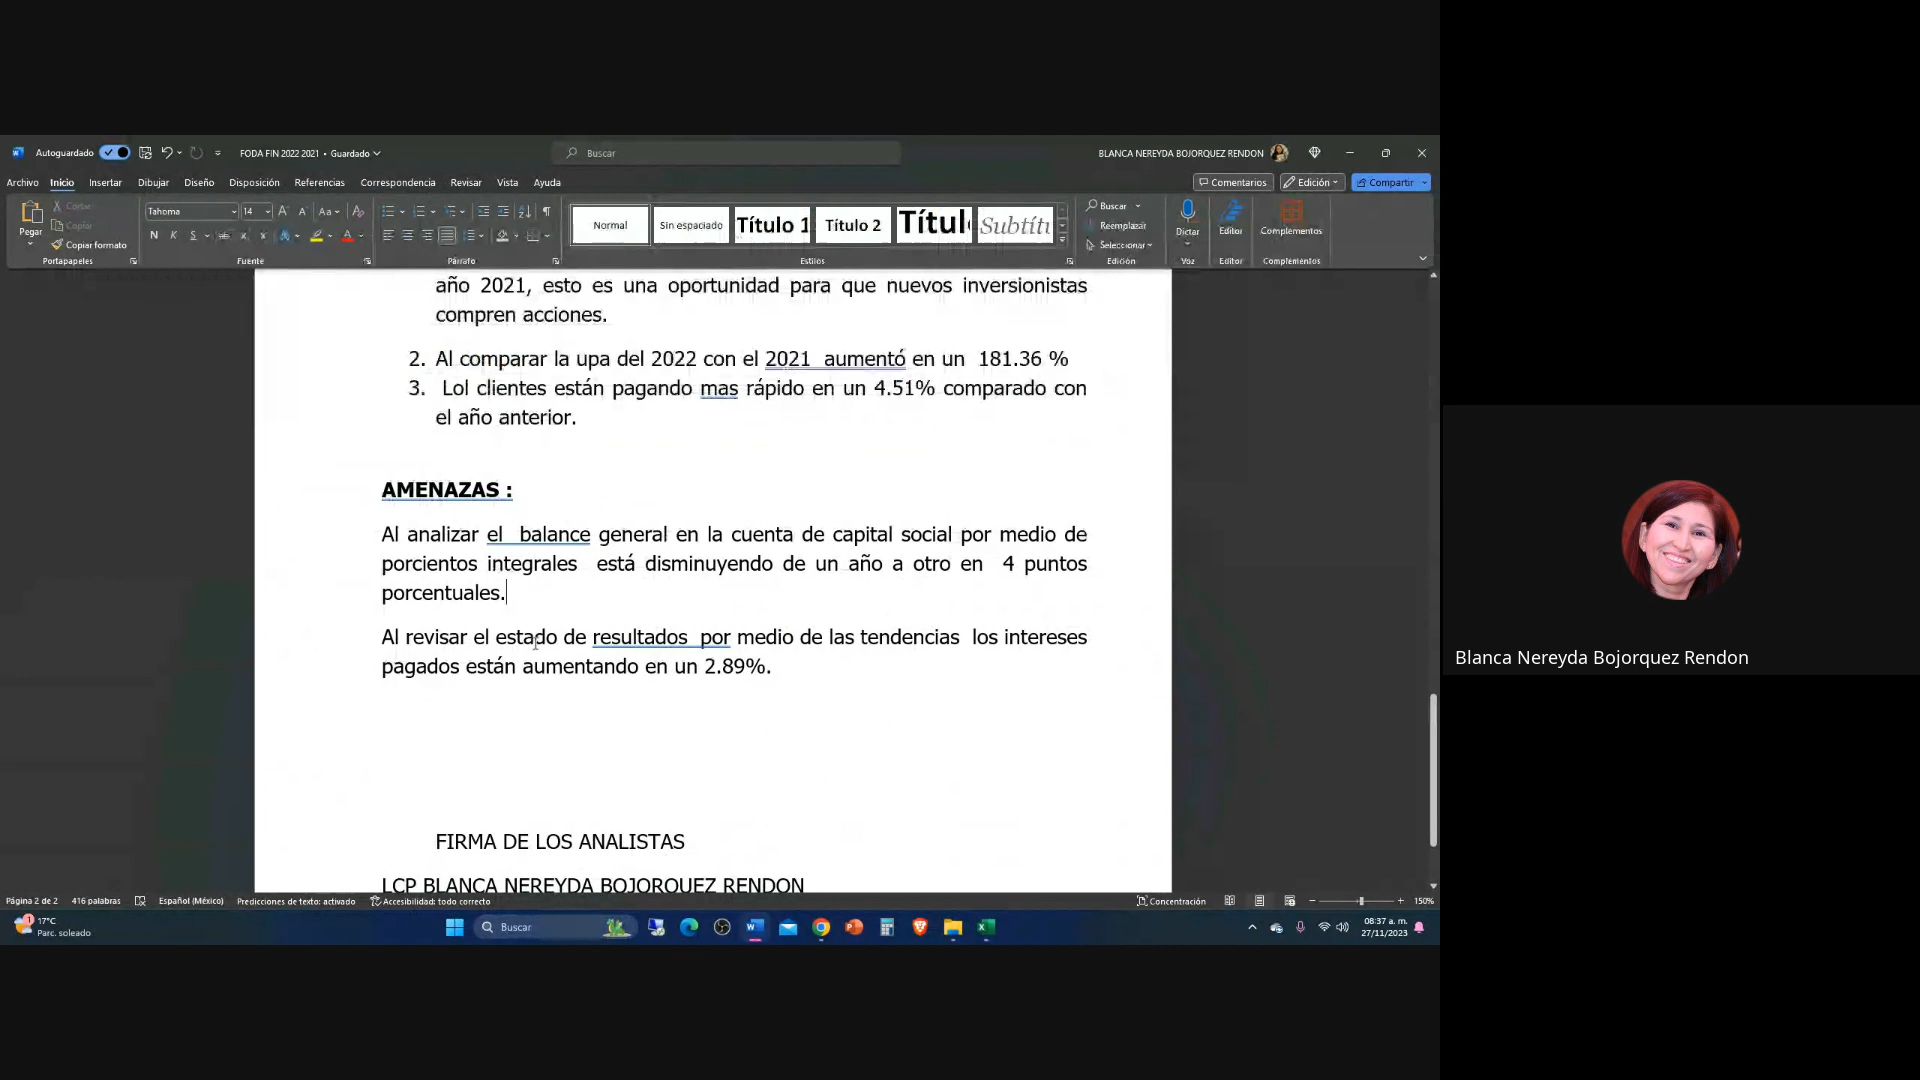 Autoguardado
FODA FIN 2022 2021 • Guardado
Buscar
BLANCA NEREYDA BOJORQUEZ RENDON
Archivo Inicio Insertar Dibujar Diseño Disposición Referencias Correspondencia Revisar Vista Ayuda
Comentarios Edición Compartir
Pegar
Cortar
Copiar
Copiar formato
Portapapeles
Tahoma 14
N K S
Fuente
Párrafo
Normal
Sin espaciado
Título 1
Título 2
Títul
Subtít
Estilos
Buscar
Reemplazar
Seleccionar
Edición
Dictar
Voz
Editor
Editor
Complementos
Complementos
año 2021, esto es una oportunidad para que nuevos inversionistas
compren acciones.
2. Al comparar la upa del 2022 con el 2021 aumentó en un 181.36 %
3. Lol clientes están pagando mas rápido en un 4.51% comparado con
el año anterior.
AMENAZAS :
Al analizar el balance general en la cuenta de capital social por medio de
porcientos integrales está disminuyendo de un año a otro en 4 puntos
porcentuales.
Al revisar el estado de resultados por medio de las tendencias los intereses
pagados están aumentando en un 2.89%.
FIRMA DE LOS ANALISTAS
LCP BLANCA NEREYDA BOJORQUEZ RENDON
Página 2 de 2 416 palabras Español (México) Predicciones de texto: activado Accesibilidad: todo correcto
Concentración
150%
1
17°C
Parc. soleado
Buscar
08:37 a. m.
27/11/2023
Blanca Nereyda Bojorquez Rendon